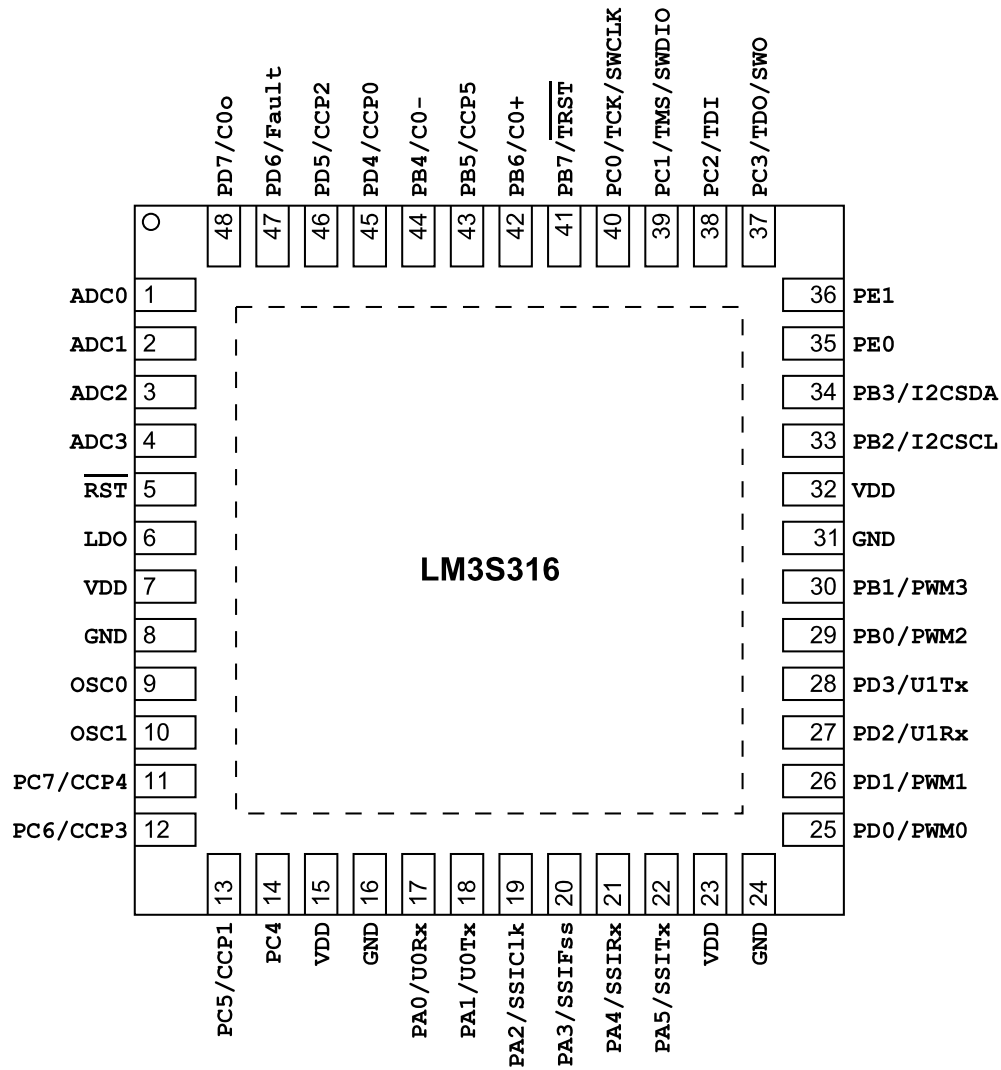 PD7/C0o
PD6/Fault
PD5/CCP2
PD4/CCP0
PB4/C0-
PB5/CCP5
PB6/C0+
PB7/TRST
PC0/TCK/SWCLK
PC1/TMS/SWDIO
PC2/TDI
PC3/TDO/SWO
48
47
46
45
44
43
42
41
40
39
38
37
ADC0 1
ADC1 2
ADC2 3
ADC3 4
RST 5
LDO 6
VDD 7
GND 8
OSC0 9
OSC1 10
PC7/CCP4 11
PC6/CCP3 12
LM3S316
36 PE1
35 PE0
34 PB3/I2CSDA
33 PB2/I2CSCL
32 VDD
31 GND
30 PB1/PWM3
29 PB0/PWM2
28 PD3/U1Tx
27 PD2/U1Rx
26 PD1/PWM1
25 PD0/PWM0
13
14
15
16
17
18
19
20
21
22
23
24
PC5/CCP1
PC4
VDD
GND
PA0/U0Rx
PA1/U0Tx
PA2/SSIClk
PA3/SSIFss
PA4/SSIRx
PA5/SSITx
VDD
GND